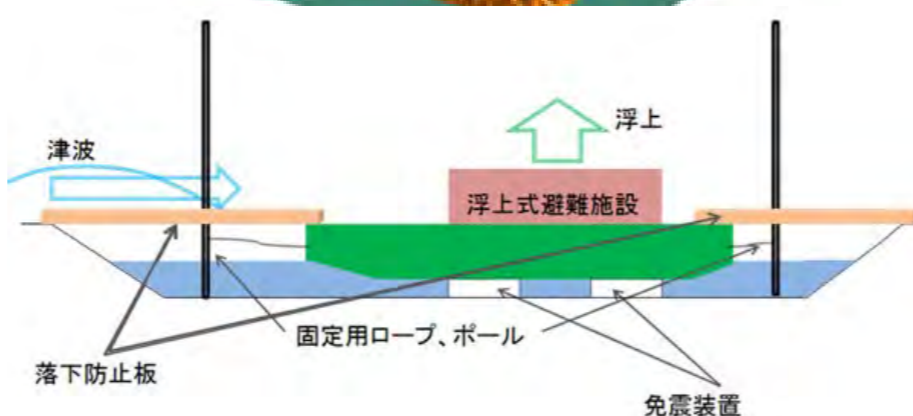 浮上
津波
浮上式避難施設
固定用ロープ、ポール
落下防止板
免震装置